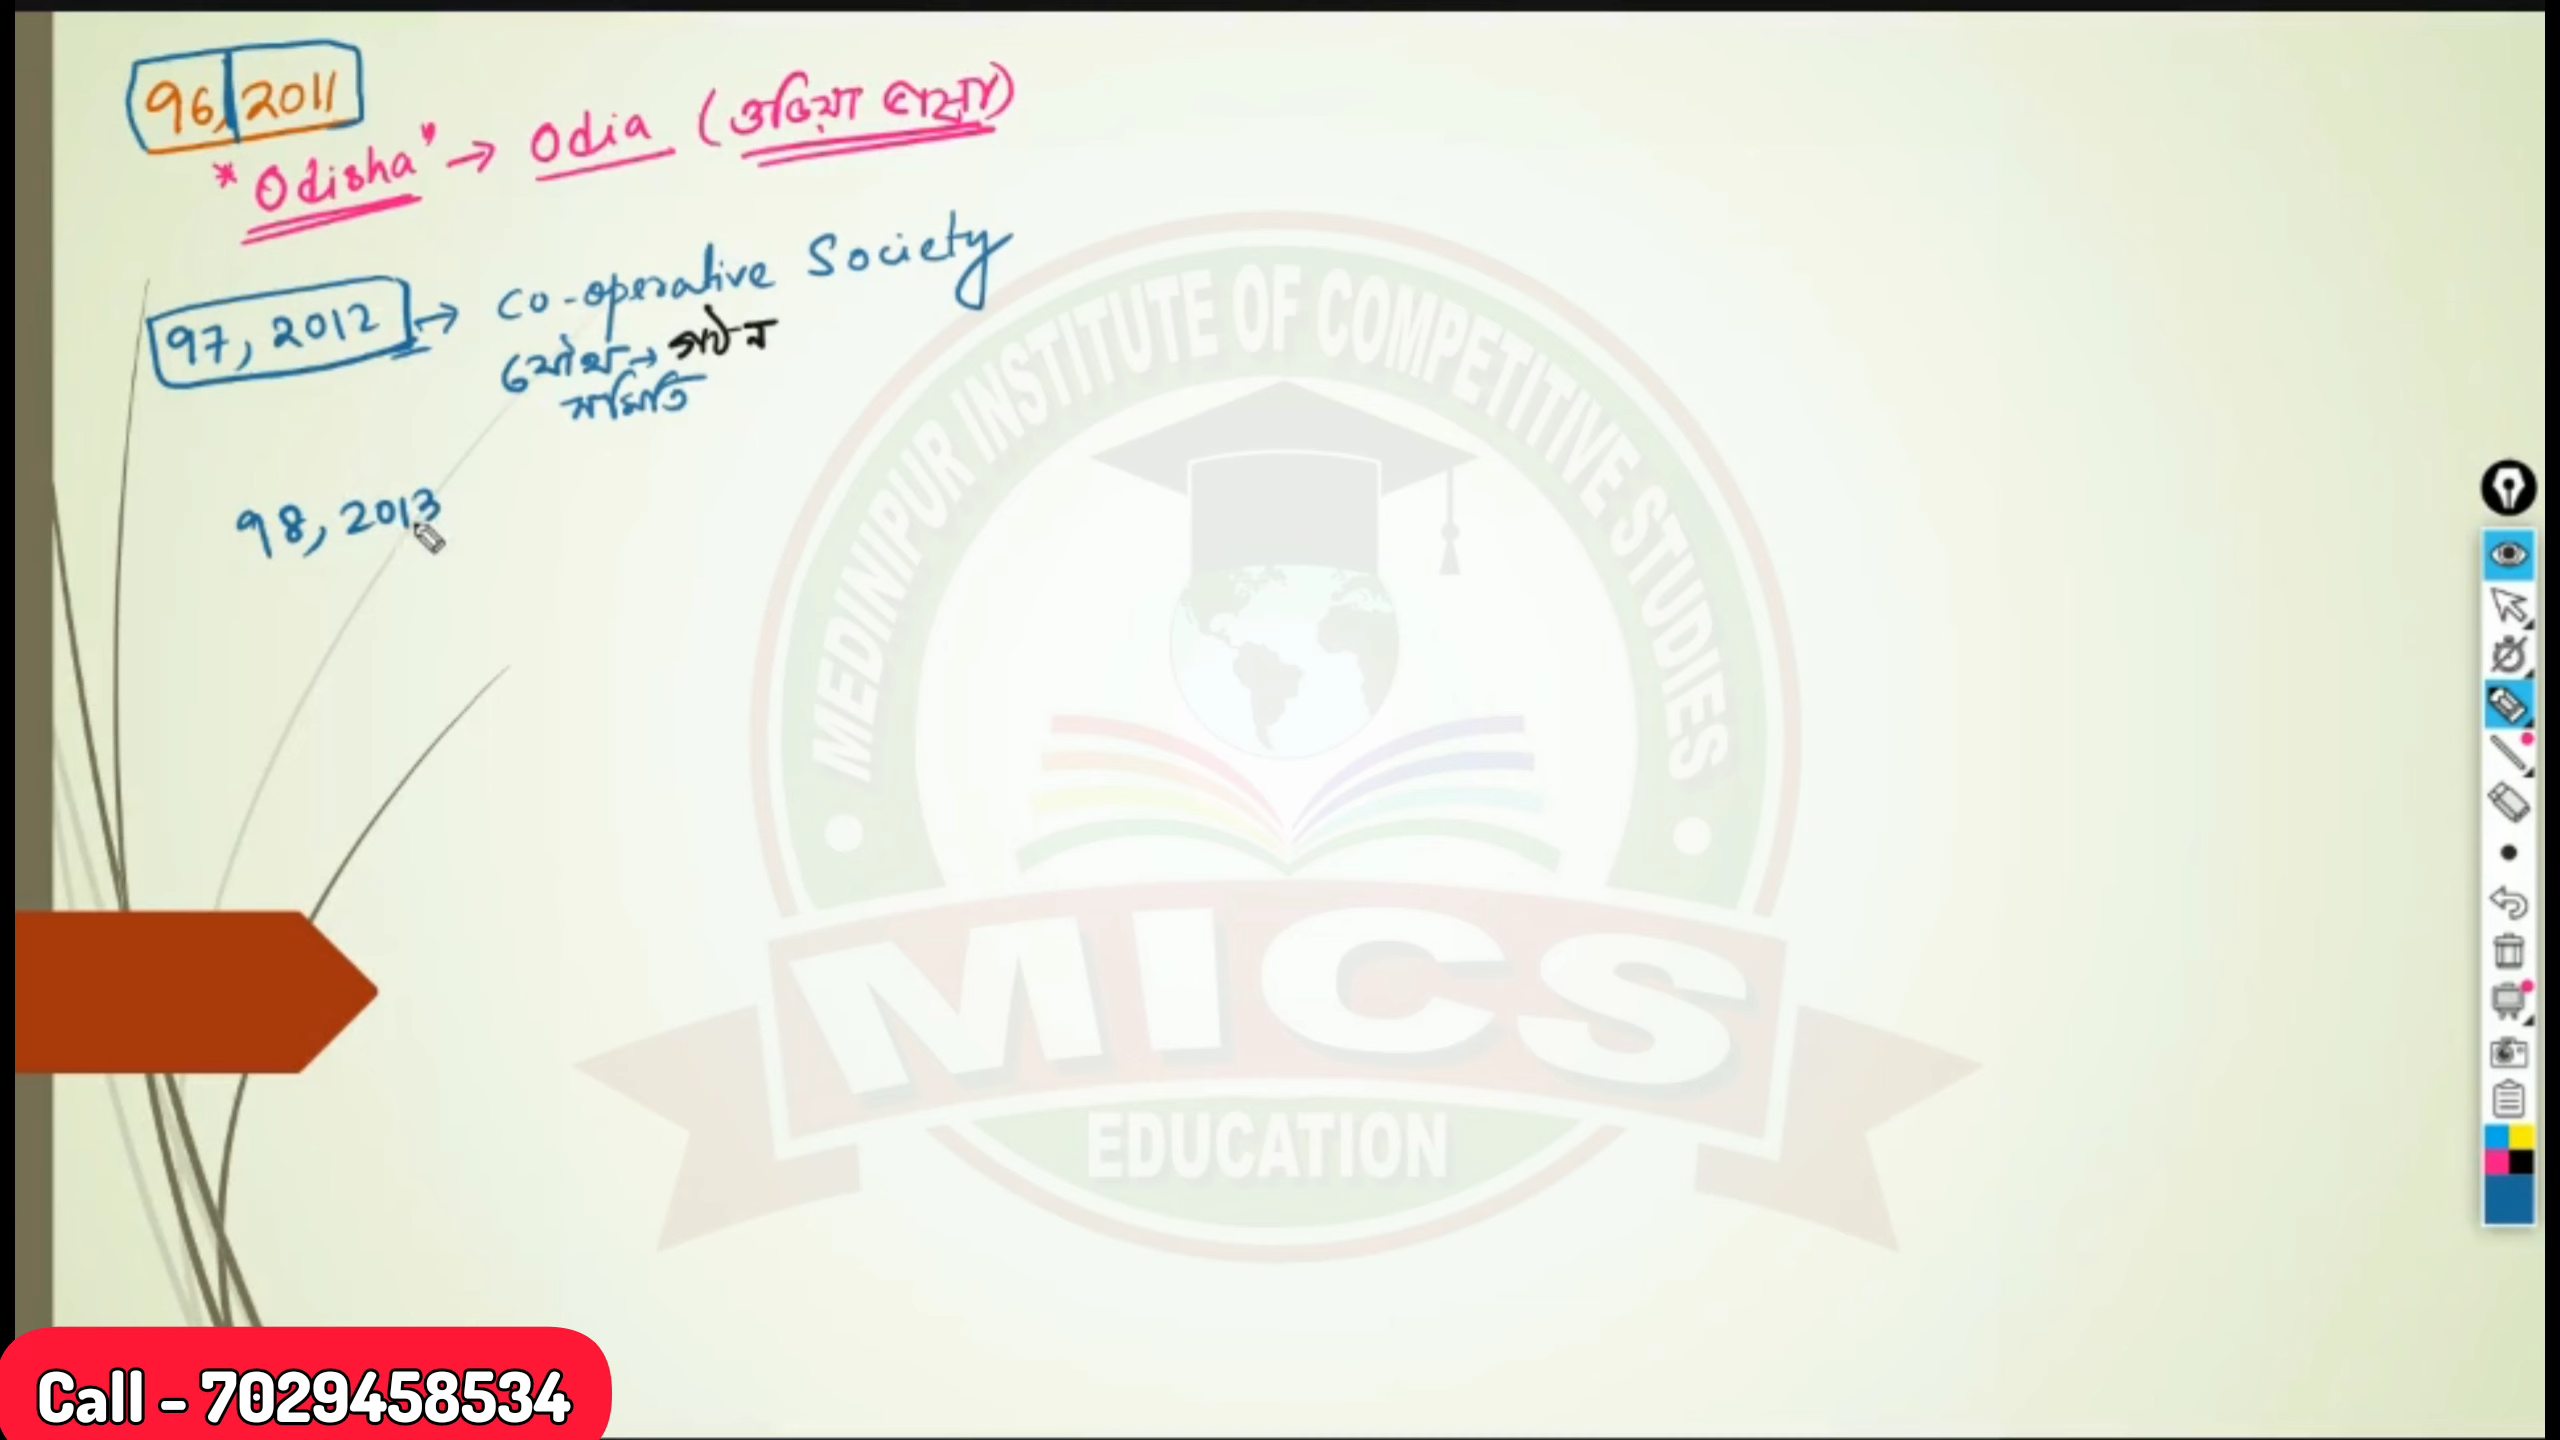 96, 2011
* Odisha" → Odia (ওড়িয়া ভাষা)
97, 2012 → Co-operative Society
যৌথ → গঠন
সমিতি
98, 2013
MEDINIPUR INSTITUTE OF COMPETITIVE STUDIES
MICS
EDUCATION
Call - 7029458534